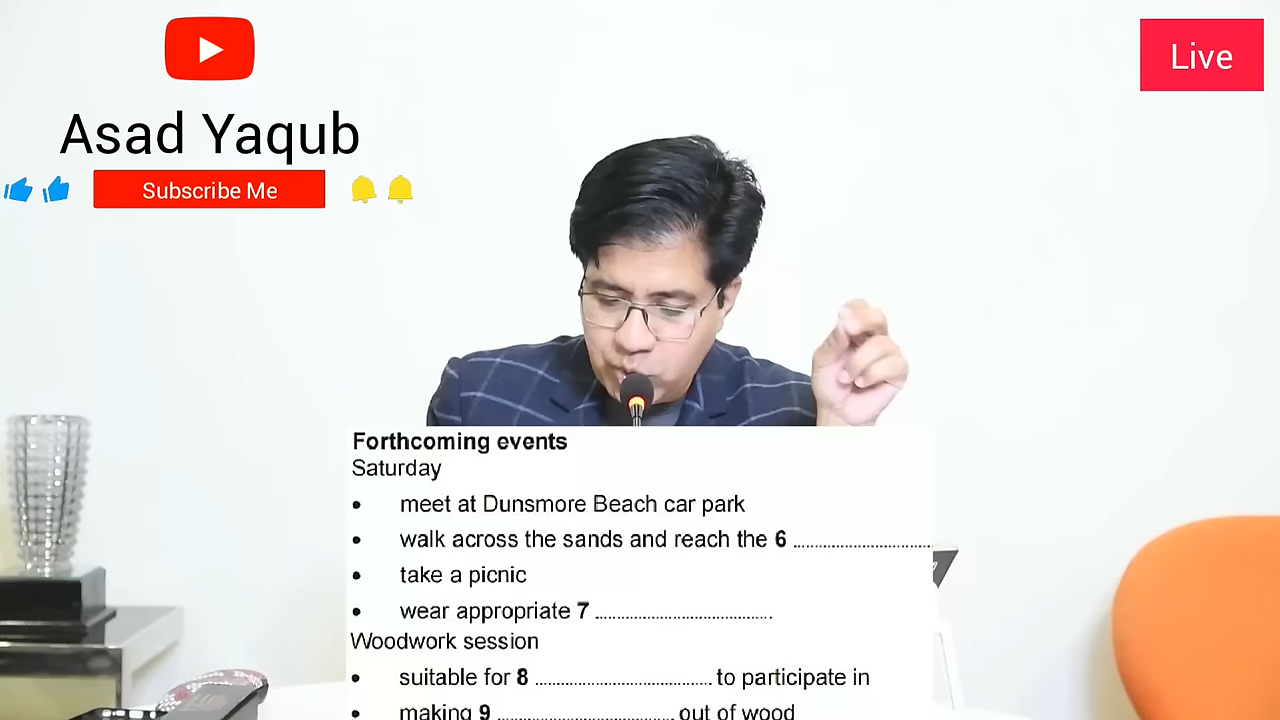 Live
Asad Yaqub
Subscribe Me
Forthcoming events
Saturday
• meet at Dunsmore Beach car park
• walk across the sands and reach the 6 ........................................
• take a picnic
• wear appropriate 7 ........................................
Woodwork session
• suitable for 8 ........................................ to participate in
• making 9 ........................................ out of wood